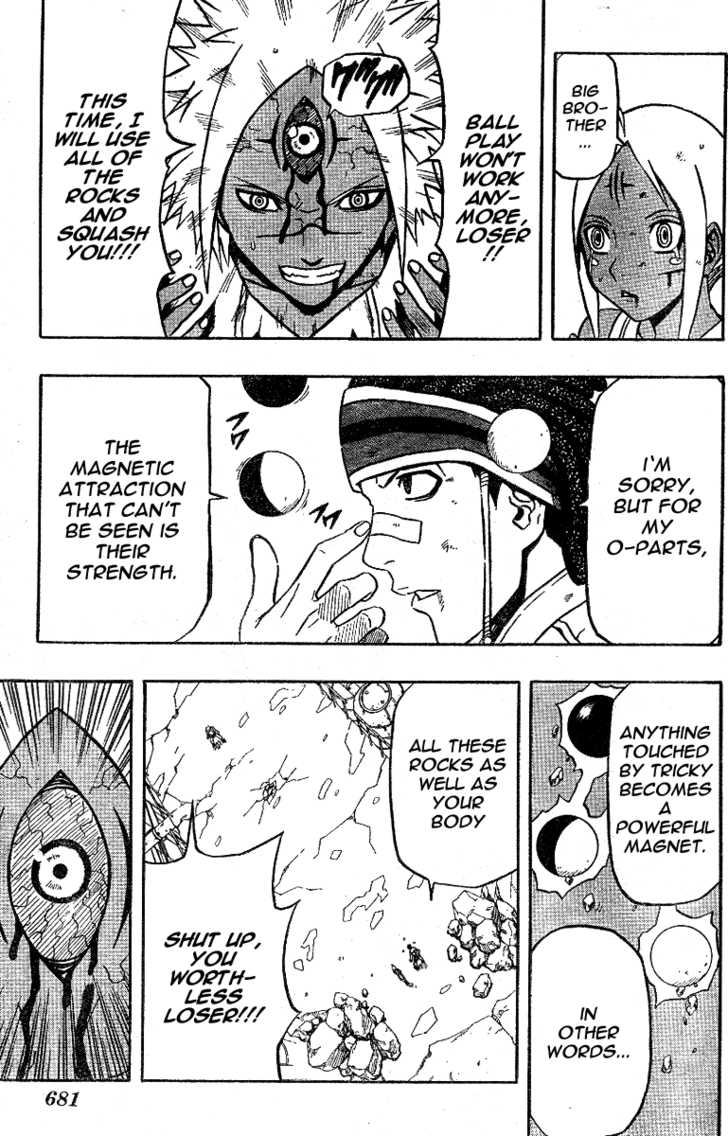 BIG
BRO-
THER
...
BALL
PLAY
WON'T
WORK
ANY-
MORE,
LOSER
!!
THIS
TIME, I
WILL USE
ALL OF
THE
ROCKS
AND
SQUASH
YOU!!!
I'M
SORRY,
BUT FOR
MY
O-PARTS,
THE
MAGNETIC
ATTRACTION
THAT CAN'T
BE SEEN IS
THEIR
STRENGTH.
ANYTHING
TOUCHED
BY TRICKY
BECOMES
A
POWERFUL
MAGNET.
IN
OTHER
WORDS...
ALL THESE
ROCKS AS
WELL AS
YOUR
BODY
SHUT UP,
YOU
WORTH-
LESS
LOSER!!!
681